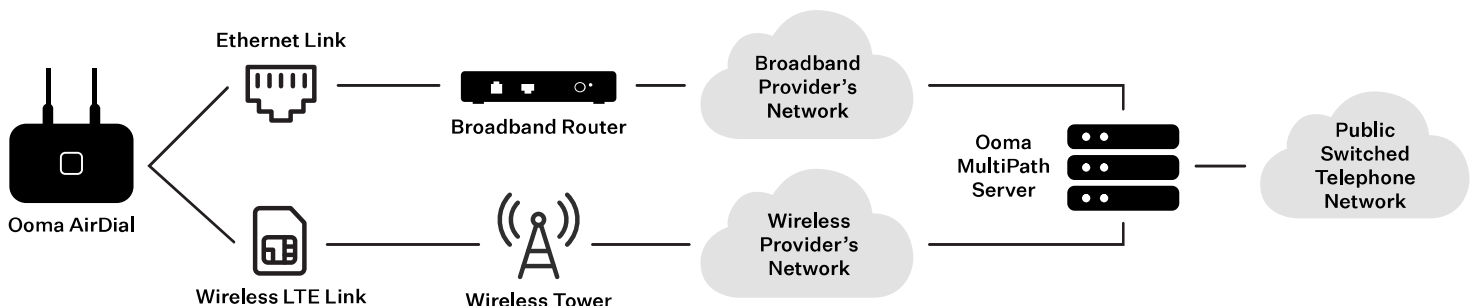 Ethernet Link
Broadband
Provider's
Network
Broadband Router
Ooma
MultiPath
Server
Public
Switched
Telephone
Network
Ooma AirDial
Wireless
Provider's
Network
Wireless LTE Link
Wireless Tower